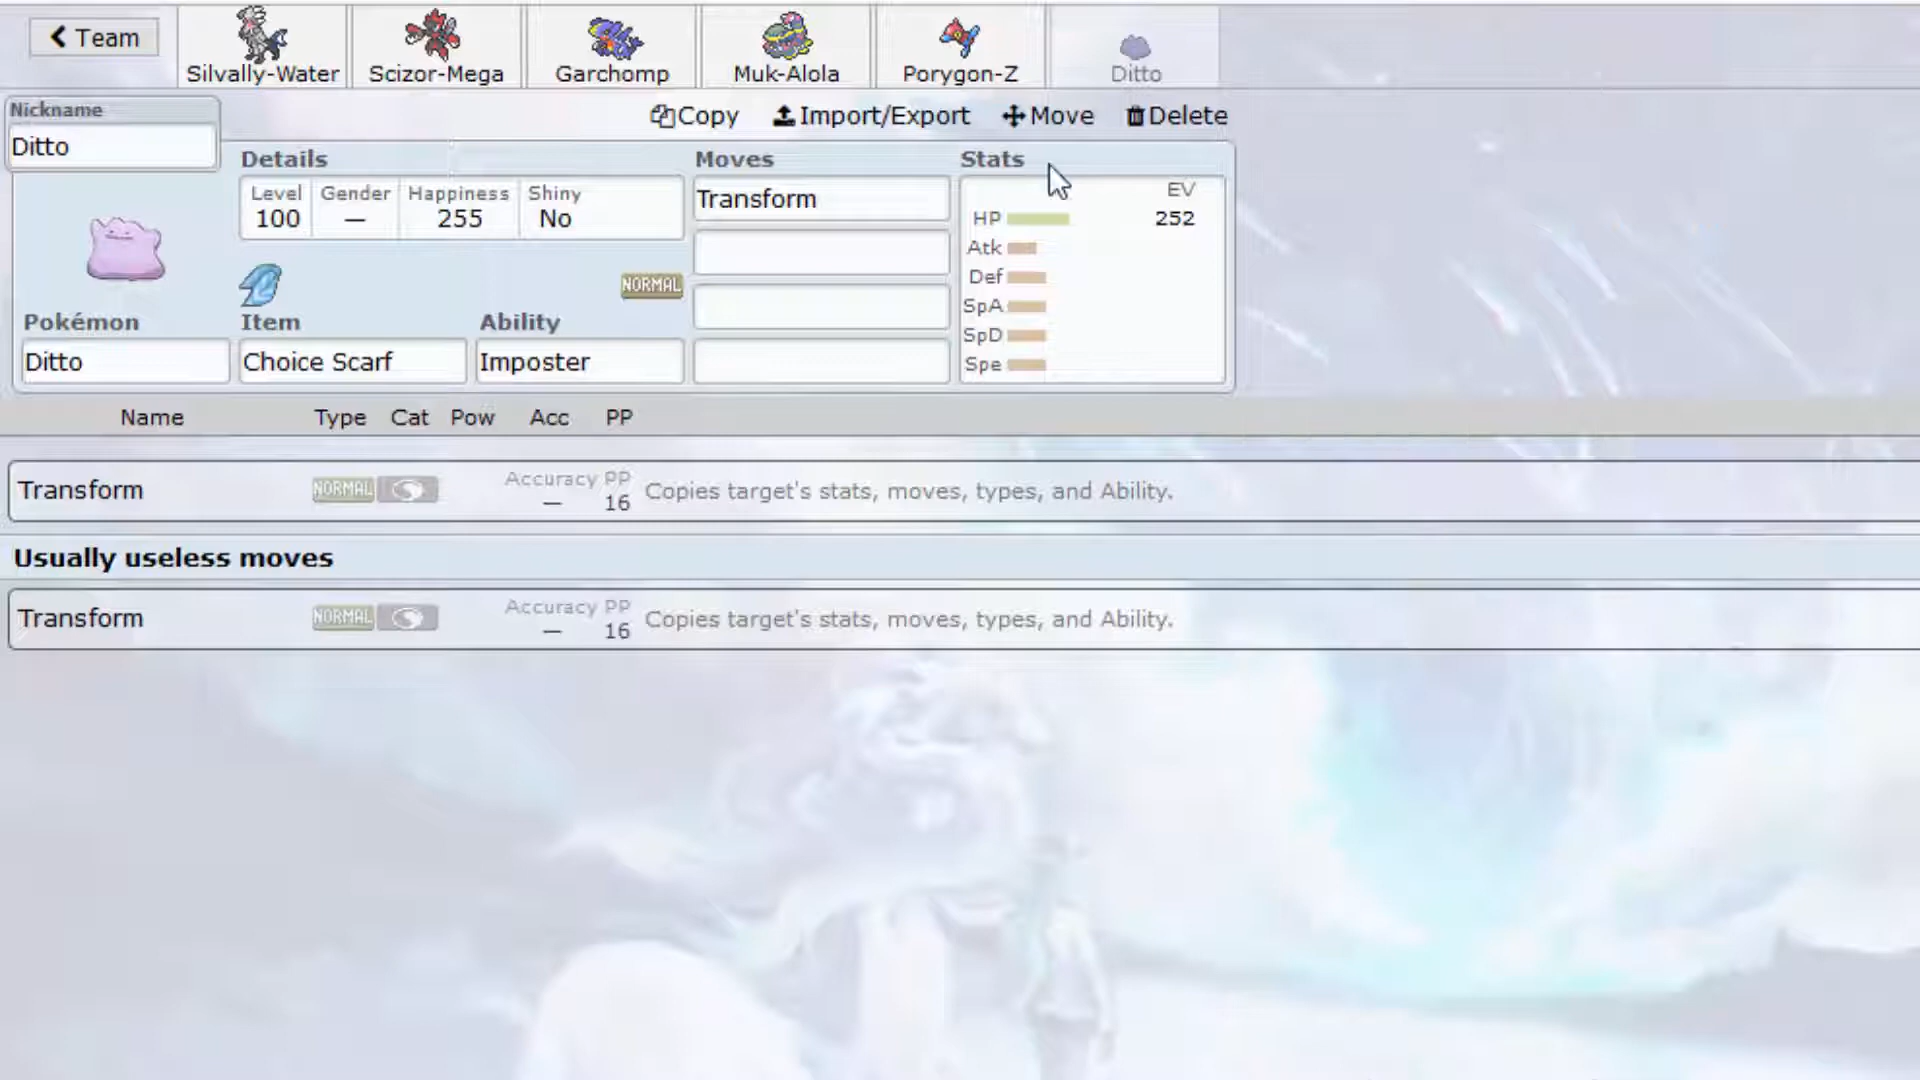 Team
Silvally-Water
Scizor-Mega
Garchomp
Muk-Alola
Porygon-Z
Ditto
Copy Import/Export Move Delete
Nickname
Ditto
Details
Level Gender Happiness Shiny
100 — 255 No
NORMAL
Pokémon Item Ability
Ditto Choice Scarf Imposter
Moves
Transform
Stats
EV
HP 252
Atk
Def
SpA
SpD
Spe
Name Type Cat Pow Acc PP
Transform NORMAL Accuracy — PP 16 Copies target's stats, moves, types, and Ability.
Usually useless moves
Transform NORMAL Accuracy — PP 16 Copies target's stats, moves, types, and Ability.